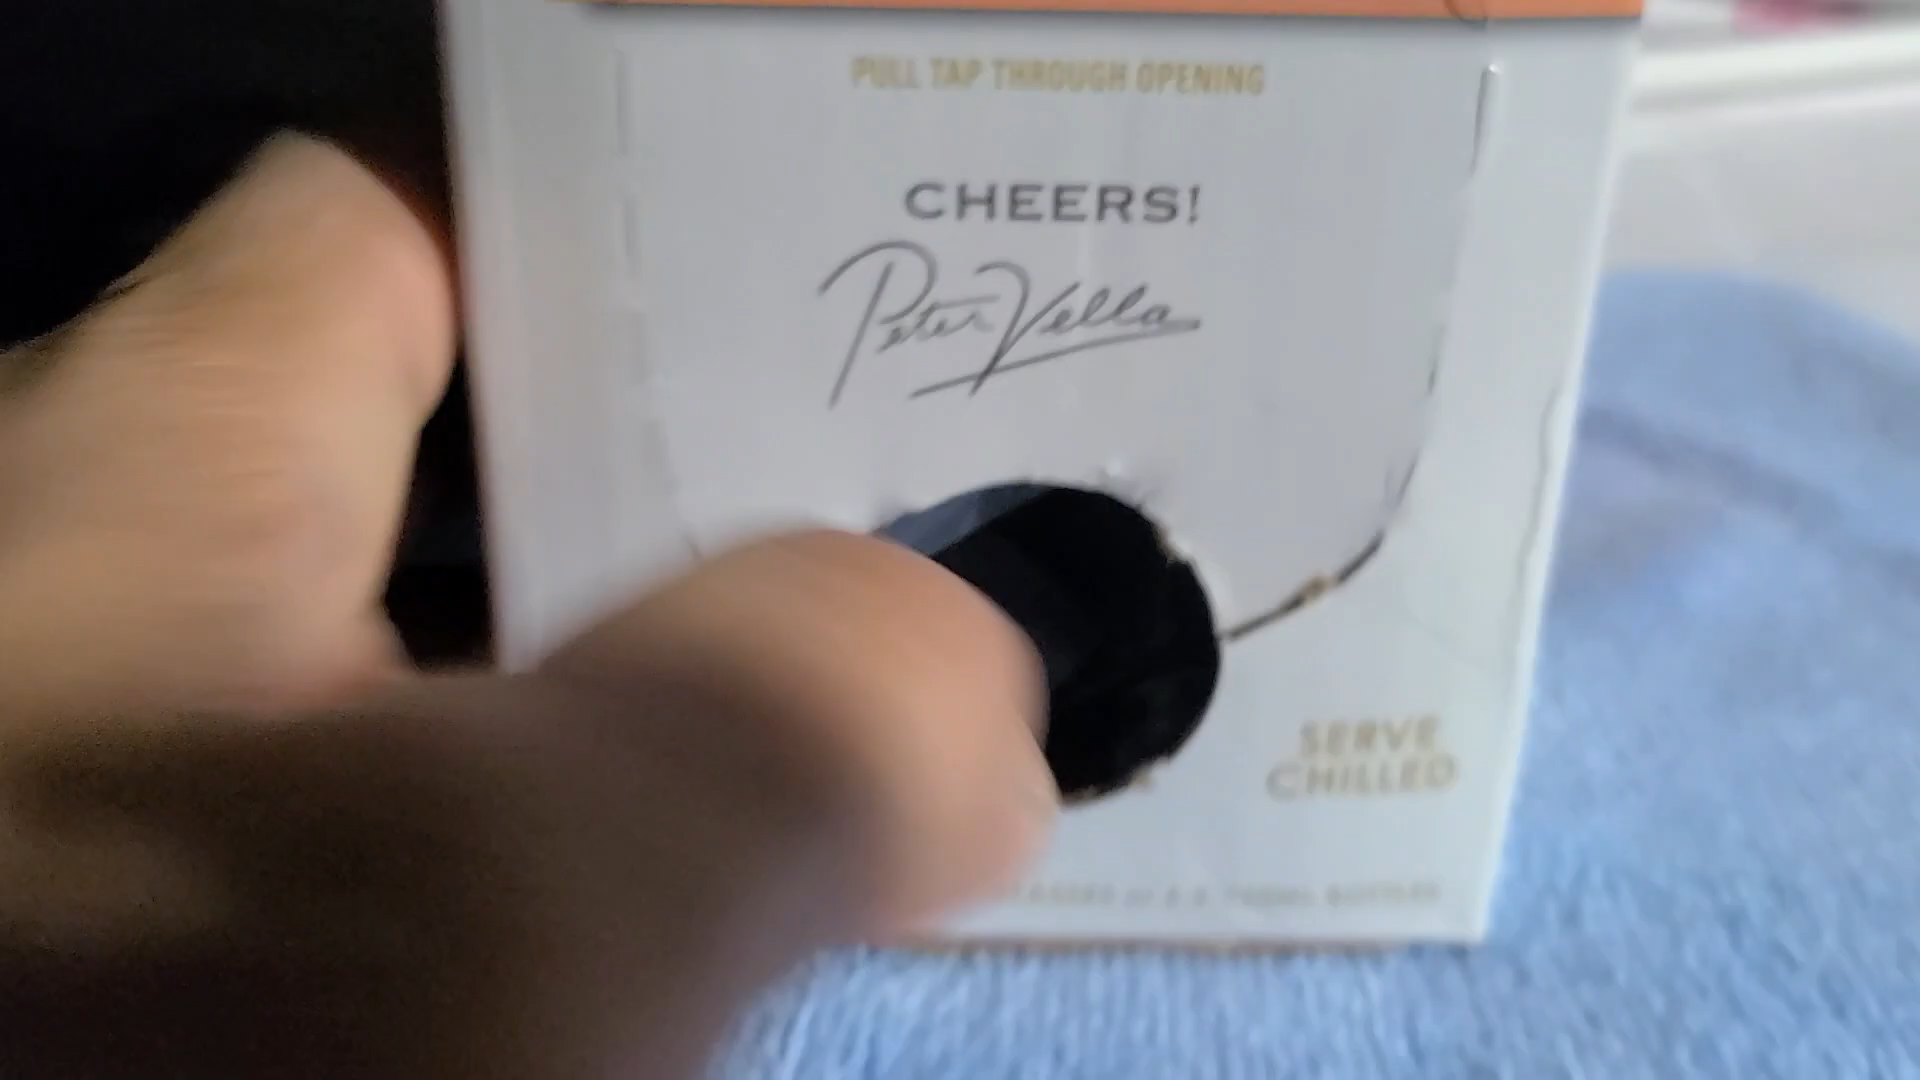 PULL TAP THROUGH OPENING
CHEERS!
Peter Vella
SERVE
CHILLED